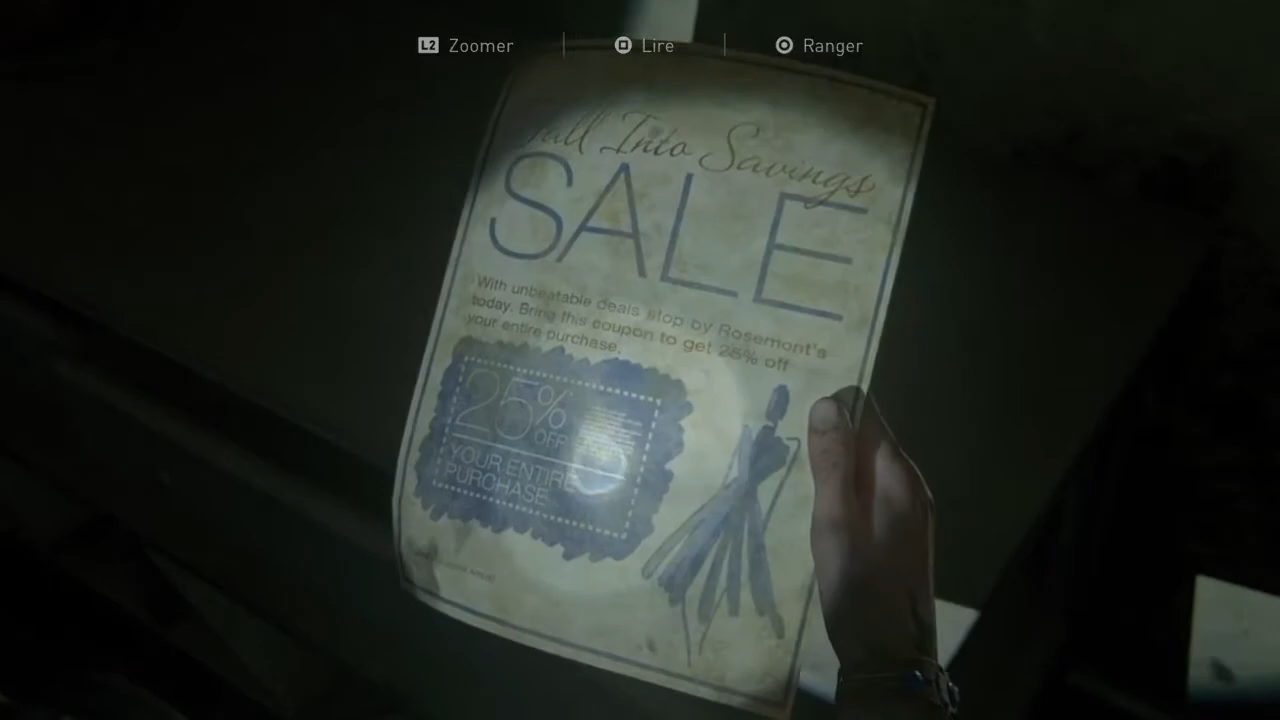 L2 Zoomer Lire Ranger
Fall Into Savings
SALE
With unbeatable deals stop by Rosemont's
today. Bring this coupon to get 25% off
your entire purchase.
25%
OFF
YOUR ENTIRE
PURCHASE